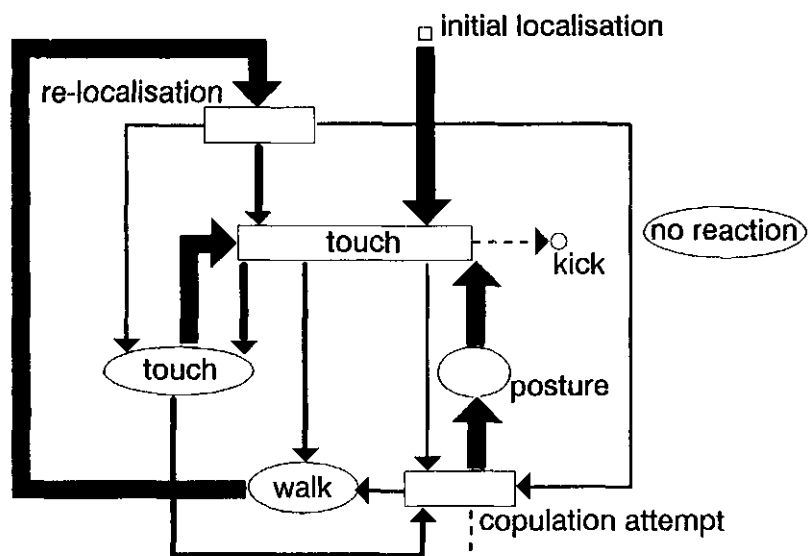 initial localisation
re-localisation
touch
no reaction
kick
touch
posture
walk
copulation attempt